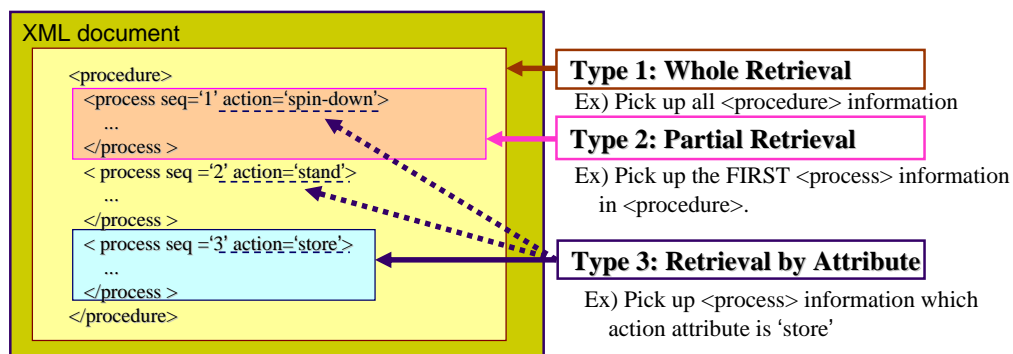 XML document
<procedure>
<process seq=‘1’ action=‘spin-down’>
...
</process >
< process seq =‘2’ action=‘stand’>
...
</process >
< process seq =‘3’ action=‘store’>
...
</process >
</procedure>
Type 1: Whole Retrieval
Ex) Pick up all <procedure> information
Type 2: Partial Retrieval
Ex) Pick up the FIRST <process> information
in <procedure>.
Type 3: Retrieval by Attribute
Ex) Pick up <process> information which
action attribute is ‘store’